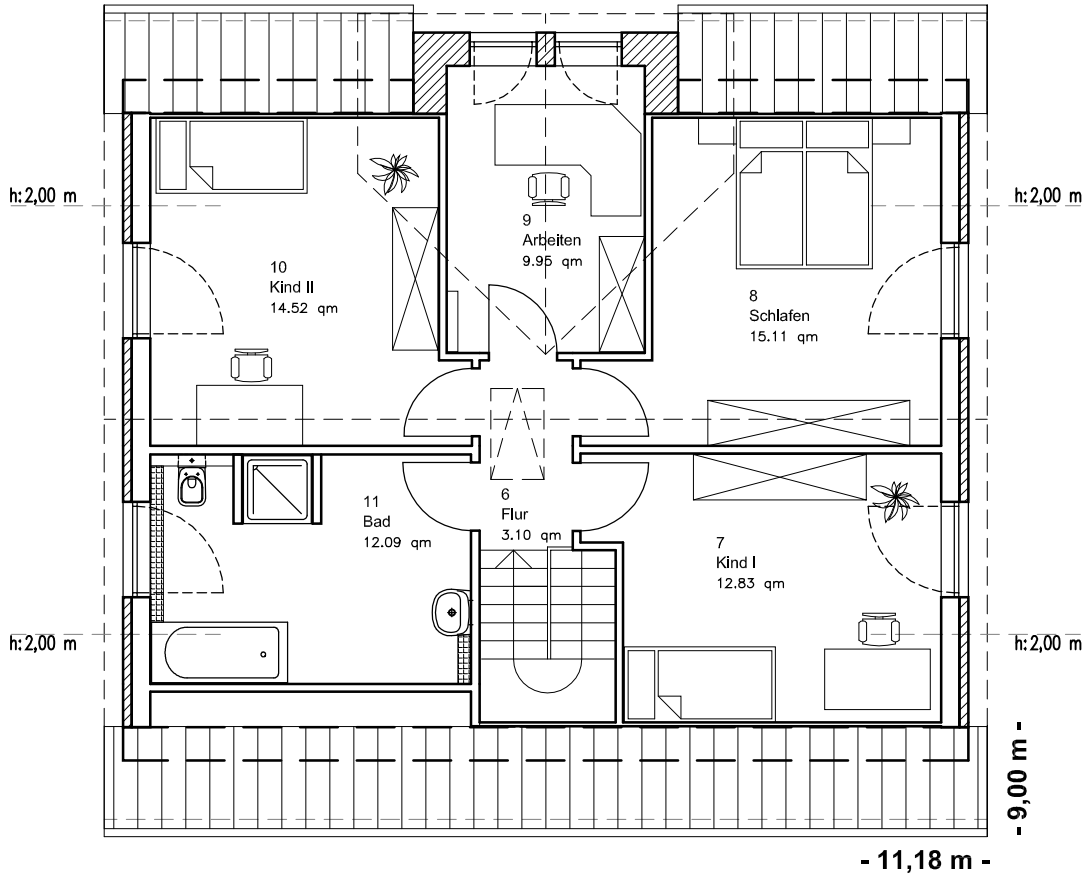 h:2,00 m
h:2,00 m
9
Arbeiten
9.95 qm
10
Kind II
14.52 qm
8
Schlafen
15.11 qm
11
Bad
12.09 qm
6
Flur
3.10 qm
7
Kind I
12.83 qm
h:2,00 m
h:2,00 m
- 9,00 m -
- 11,18 m -